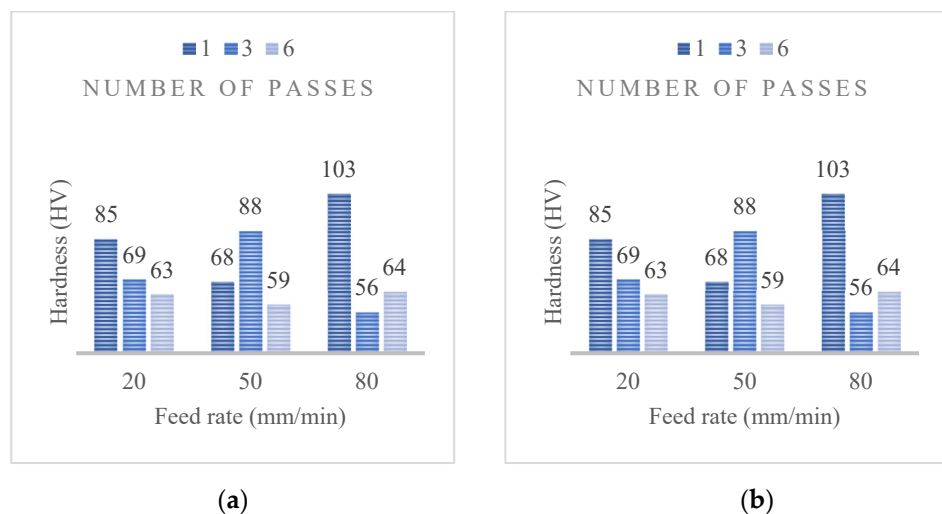 1 3 6
NUMBER OF PASSES
Hardness (HV)
85 69 63 68 88 59 103 56 64
20 50 80
Feed rate (mm/min)
(a)
1 3 6
NUMBER OF PASSES
Hardness (HV)
85 69 63 68 88 59 103 56 64
20 50 80
Feed rate (mm/min)
(b)